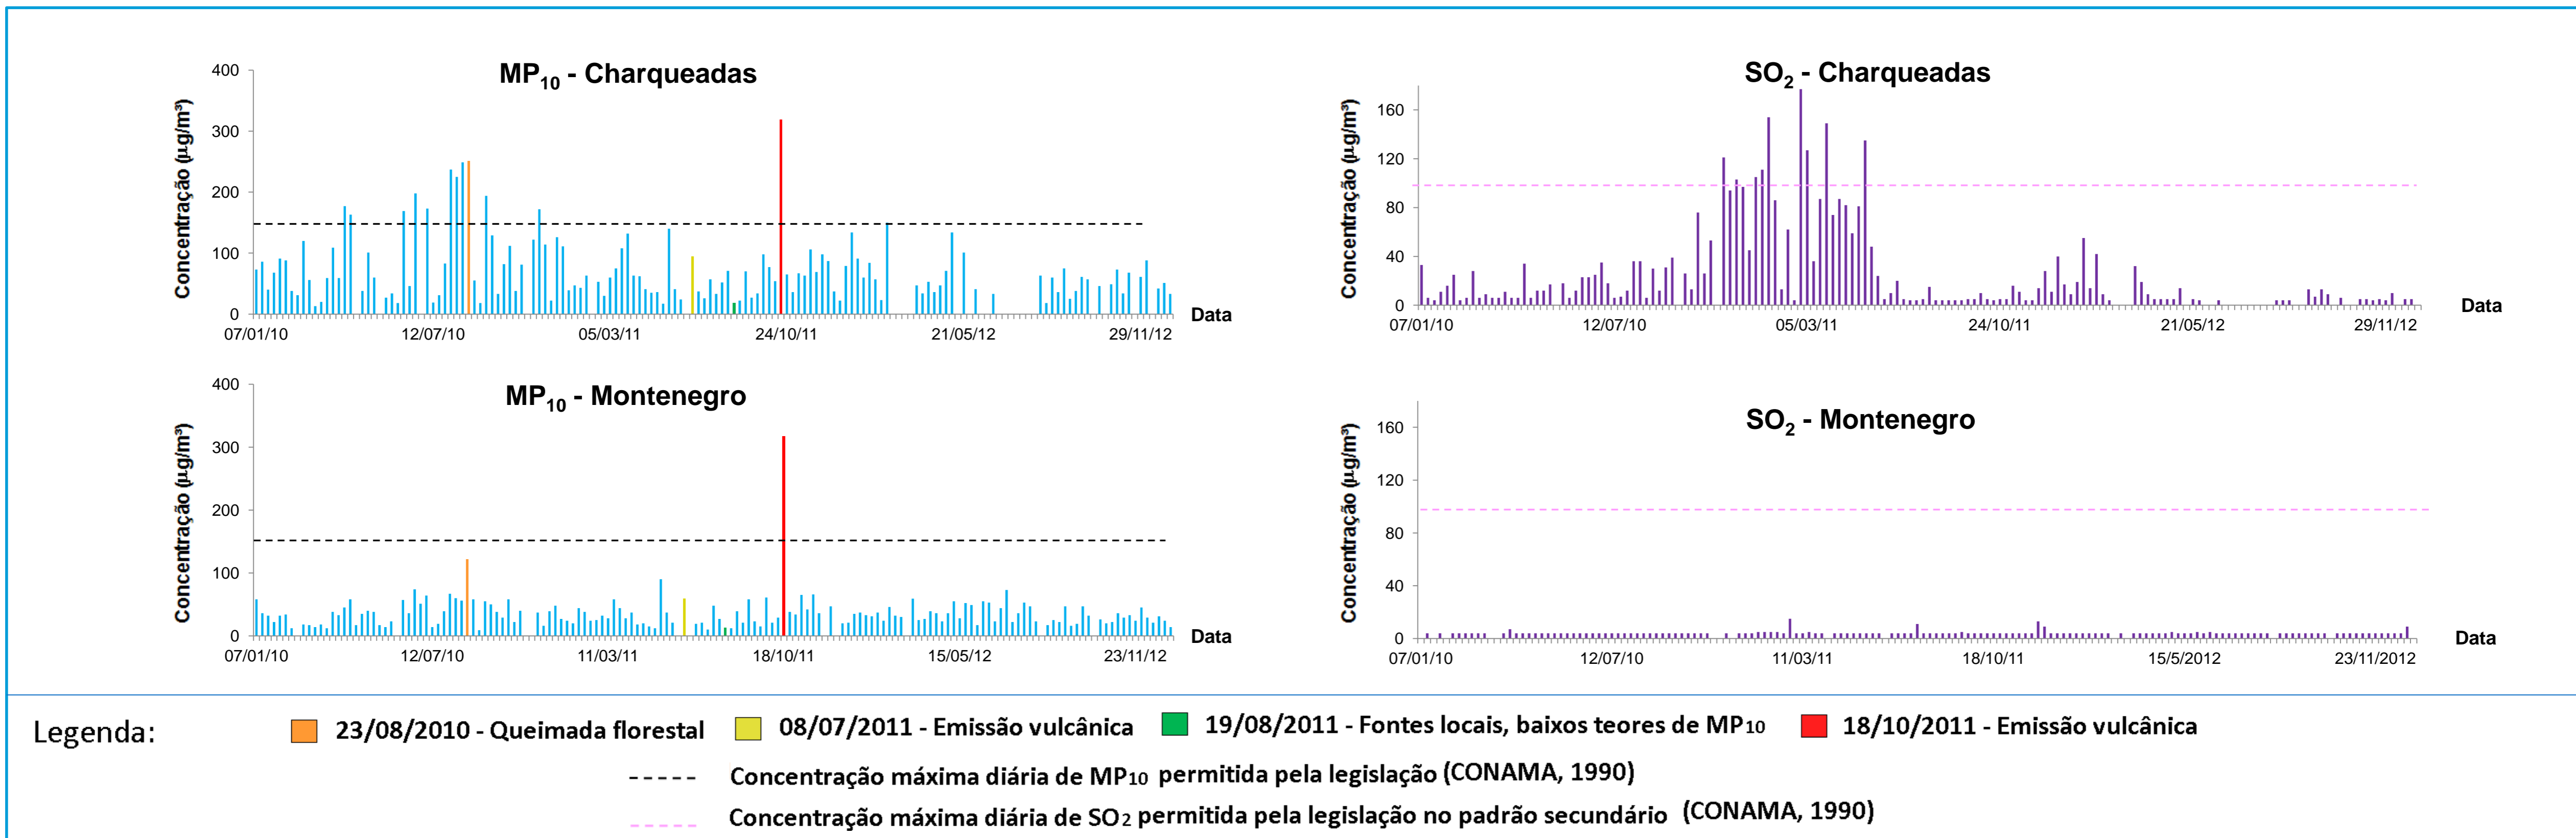 MP10 - Charqueadas
Concentração (µg/m³)
400
300
200
100
0
07/01/10 12/07/10 05/03/11 24/10/11 21/05/12 29/11/12
Data
SO2 - Charqueadas
Concentração (µg/m³)
160
120
80
40
0
07/01/10 12/07/10 05/03/11 24/10/11 21/05/12 29/11/12
Data
MP10 - Montenegro
Concentração (µg/m³)
400
300
200
100
0
07/01/10 12/07/10 11/03/11 18/10/11 15/05/12 23/11/12
Data
SO2 - Montenegro
Concentração (µg/m³)
160
120
80
40
0
07/01/10 12/07/10 11/03/11 18/10/11 15/5/2012 23/11/2012
Data
Legenda:
23/08/2010 - Queimada florestal
08/07/2011 - Emissão vulcânica
19/08/2011 - Fontes locais, baixos teores de MP10
18/10/2011 - Emissão vulcânica
Concentração máxima diária de MP10 permitida pela legislação (CONAMA, 1990)
Concentração máxima diária de SO2 permitida pela legislação no padrão secundário (CONAMA, 1990)